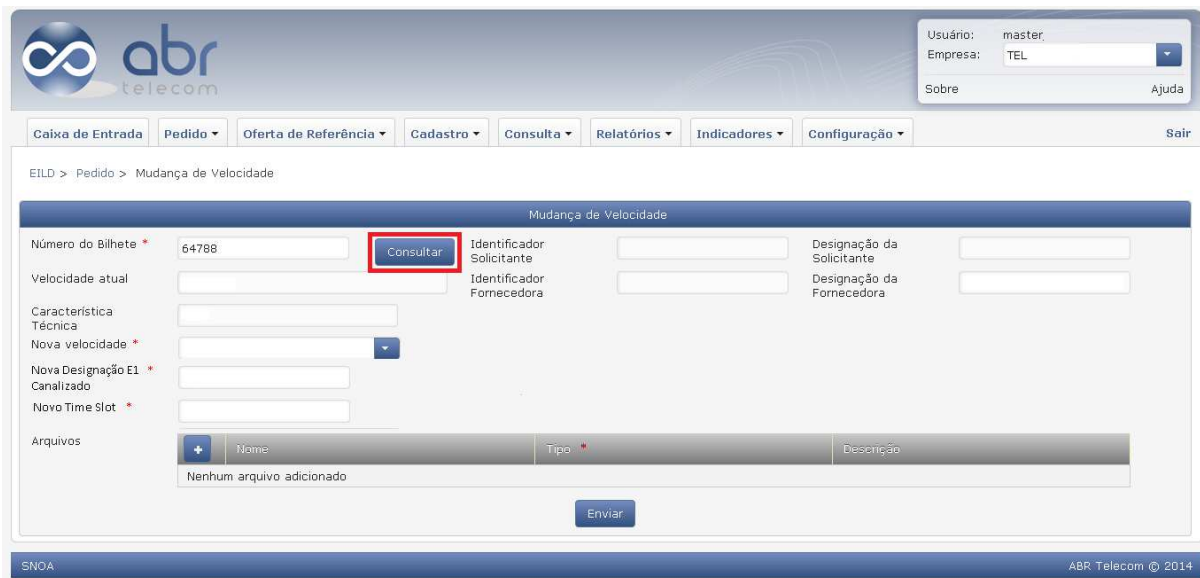 abr
telecom
Usuário: master
Empresa: TEL
Sobre Ajuda
Caixa de Entrada Pedido Oferta de Referência Cadastro Consulta Relatórios Indicadores Configuração Sair
EILD > Pedido > Mudança de Velocidade
Mudança de Velocidade
Número do Bilhete * 64788 Consultar Identificador Solicitante Designação da Solicitante
Velocidade atual Identificador Fornecedora Designação da Fornecedora
Característica Técnica
Nova velocidade *
Nova Designação E1 * Canalizado
Novo Time Slot *
Arquivos + Nome Tipo * Descrição
Nenhum arquivo adicionado
Enviar
SNOA ABR Telecom © 2014